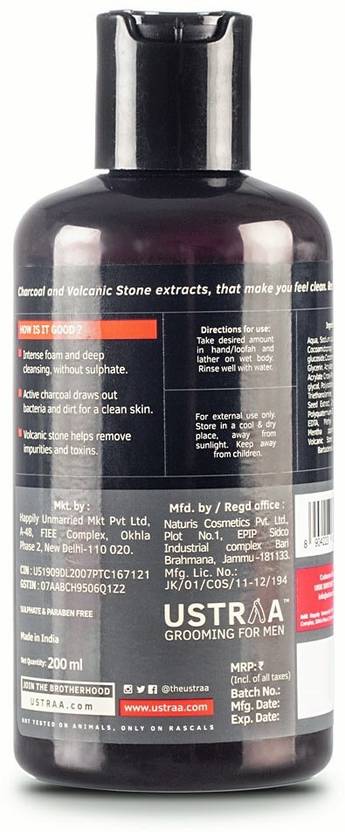 Charcoal and Volcanic Stone extracts, that make you feel clean.
HOW IS IT GOOD ?
Intense foam and deep
cleansing, without sulphate.
Active charcoal draws out
bacteria and dirt for a clean skin.
Volcanic stone helps remove
impurities and toxins.
Directions for use:
Take desired amount
in hand/loofah and
lather on wet body.
Rinse well with water.
For external use only.
Store in a cool & dry
place, away from
sunlight. Keep away
from children.
Mkt. by :
Happily Unmarried Mkt Pvt Ltd,
A-48, FIEE Complex, Okhla
Phase 2, New Delhi-110 020.
CIN : U51909DL2007PTC167121
GSTIN : 07AABCH9506Q1Z2
SULPHATE & PARABEN FREE
Made in India
Net Quantity: 200 ml
JOIN THE BROTHERHOOD
USTRAA.com
@theustraa
www.ustraa.com
NOT TESTED ON ANIMALS, ONLY ON RASCALS
Mfd. by / Regd office :
Naturis Cosmetics Pvt. Ltd.,
Plot No.1, EPIP Sidco
Industrial complex Bari
Brahmana, Jammu-181133.
Mfg. Lic. No.:
JK/01/COS/11-12/194
USTRAA™
GROOMING FOR MEN
MRP: ₹
(Incl. of all taxes)
Batch No.:
Mfg. Date:
Exp. Date: